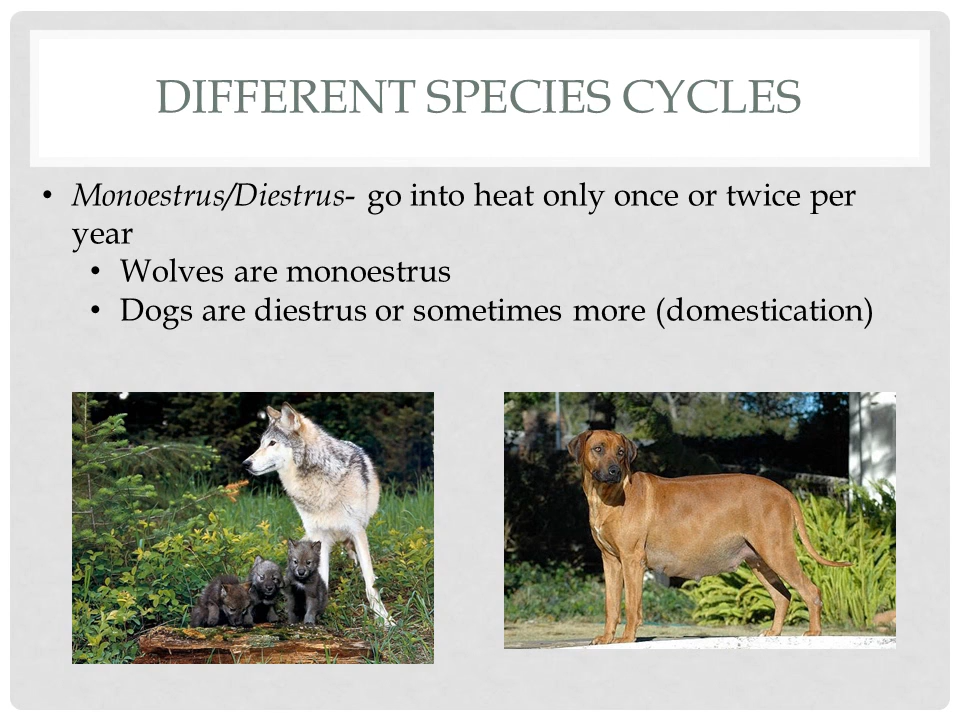 DIFFERENT SPECIES CYCLES
• Monoestrus/Diestrus- go into heat only once or twice per
year
• Wolves are monoestrus
• Dogs are diestrus or sometimes more (domestication)